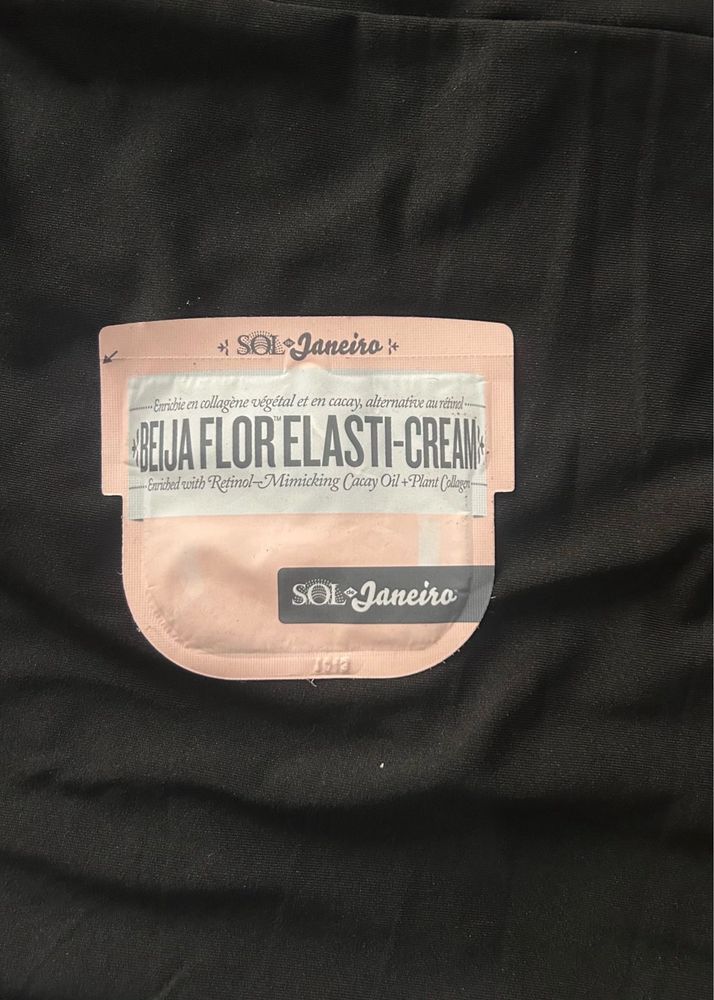 SOL DE Janeiro
Enrichie en collagène végétal et en cacay, alternative au rétinol
BEIJA FLOR™ ELASTI-CREAM
Enriched with Retinol-Mimicking Cacay Oil + Plant Collagen
SOL DE Janeiro